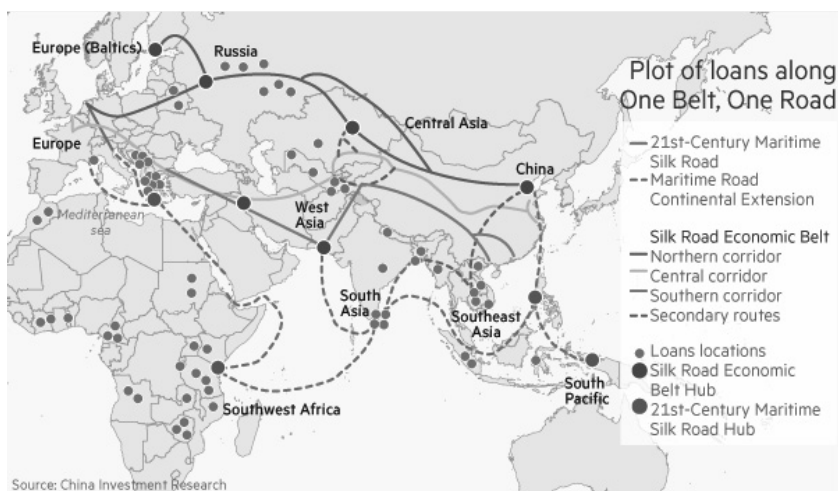 Plot of loans along
One Belt, One Road
21st-Century Maritime
Silk Road
Maritime Road
Continental Extension
Silk Road Economic Belt
Northern corridor
Central corridor
Southern corridor
Secondary routes
Loans locations
Silk Road Economic
Belt Hub
21st-Century Maritime
Silk Road Hub
Europe (Baltics)
Russia
Central Asia
Europe
China
Mediterranean
sea
West
Asia
South
Asia
Southeast
Asia
South
Pacific
Southwest Africa
Source: China Investment Research